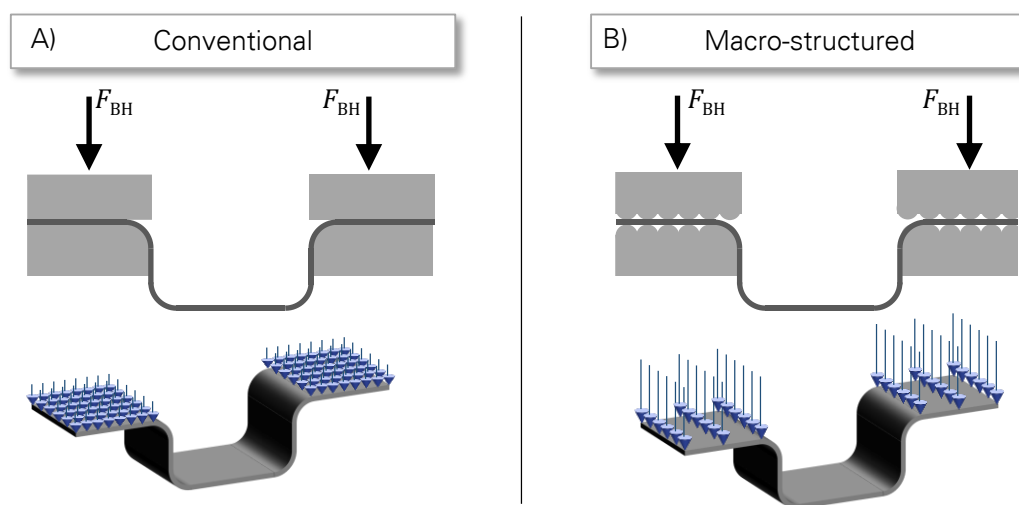 A) Conventional
B) Macro-structured
F_BH
F_BH
F_BH
F_BH